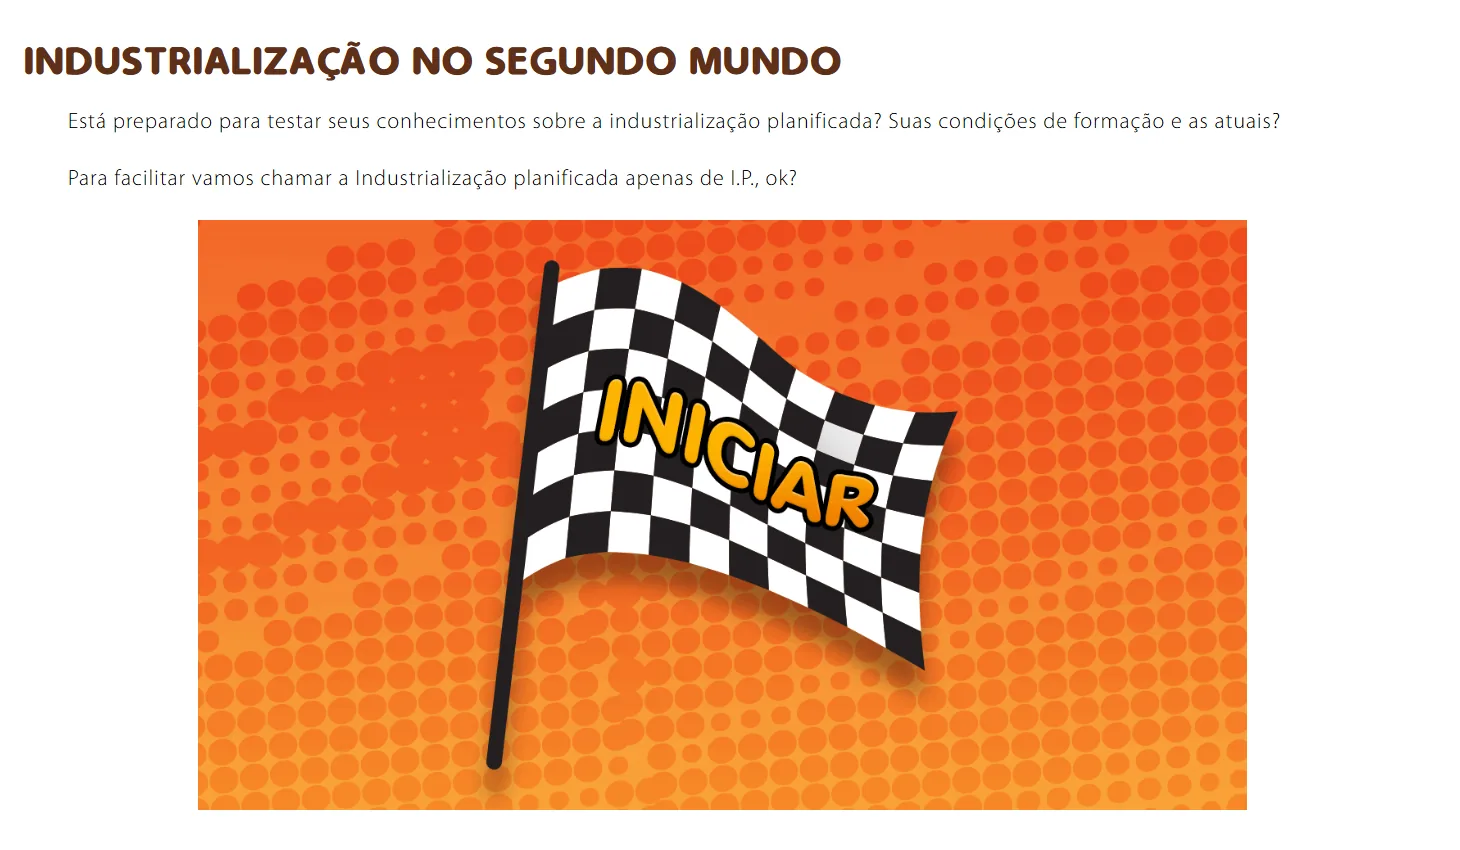 INDUSTRIALIZAÇÃO NO SEGUNDO MUNDO
Está preparado para testar seus conhecimentos sobre a industrialização planificada? Suas condições de formação e as atuais?
Para facilitar vamos chamar a Industrialização planificada apenas de I.P., ok?
INICIAR